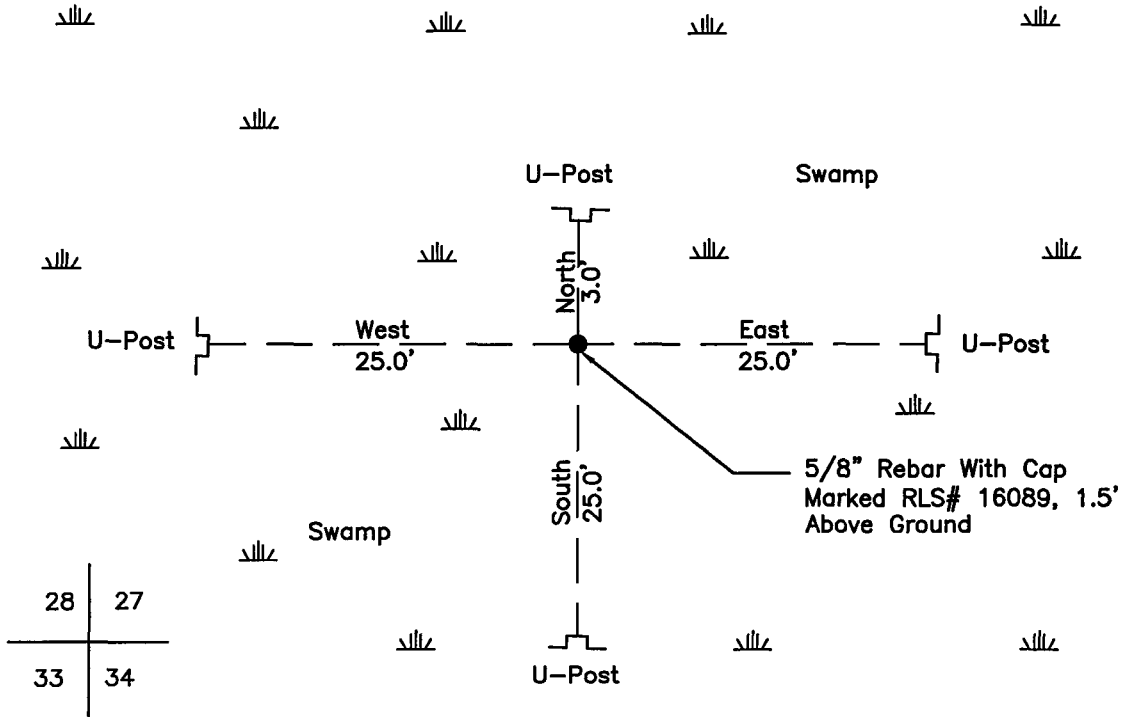 U-Post
Swamp
North
3.0'
U-Post
West
25.0'
East
25.0'
U-Post
South
25.0'
5/8" Rebar With Cap
Marked RLS# 16089, 1.5'
Above Ground
Swamp
28 27
33 34
U-Post